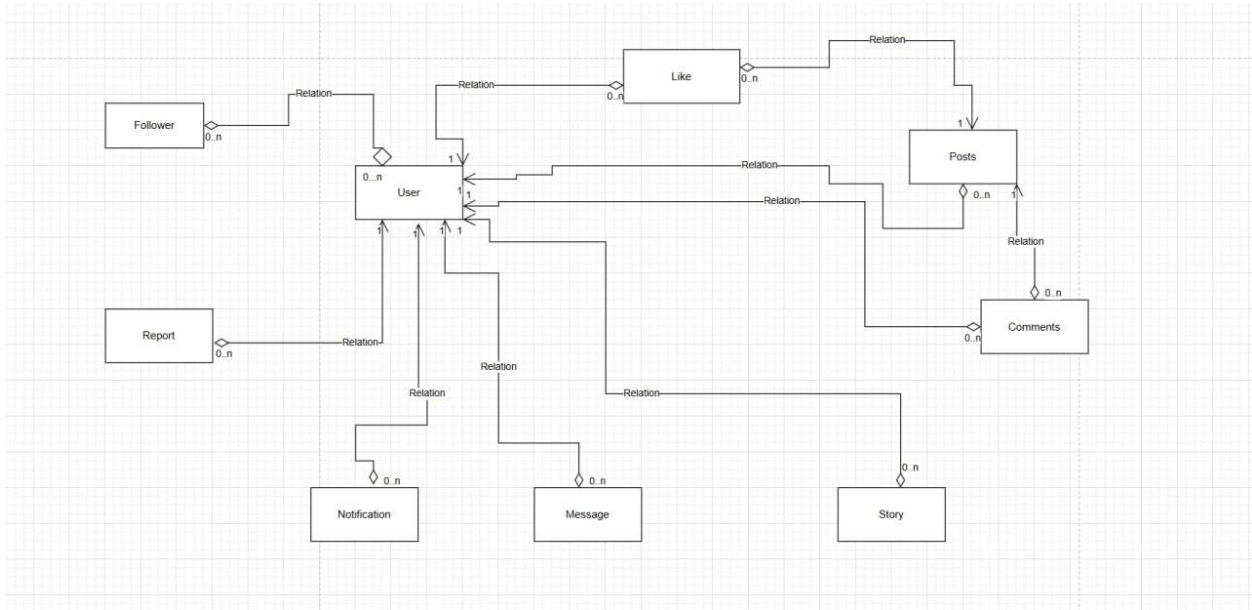 Relation
Like
0..n
Relation
0..n
Relation
Follower
0..n
1
Posts
1
Relation
0...n
User
1
1
0..n
1
Relation
1
1
1
1
Relation
0..n
Comments
0..n
Report
0..n
Relation
Relation
Relation
Relation
0..n
0..n
0..n
Notification
Message
Story